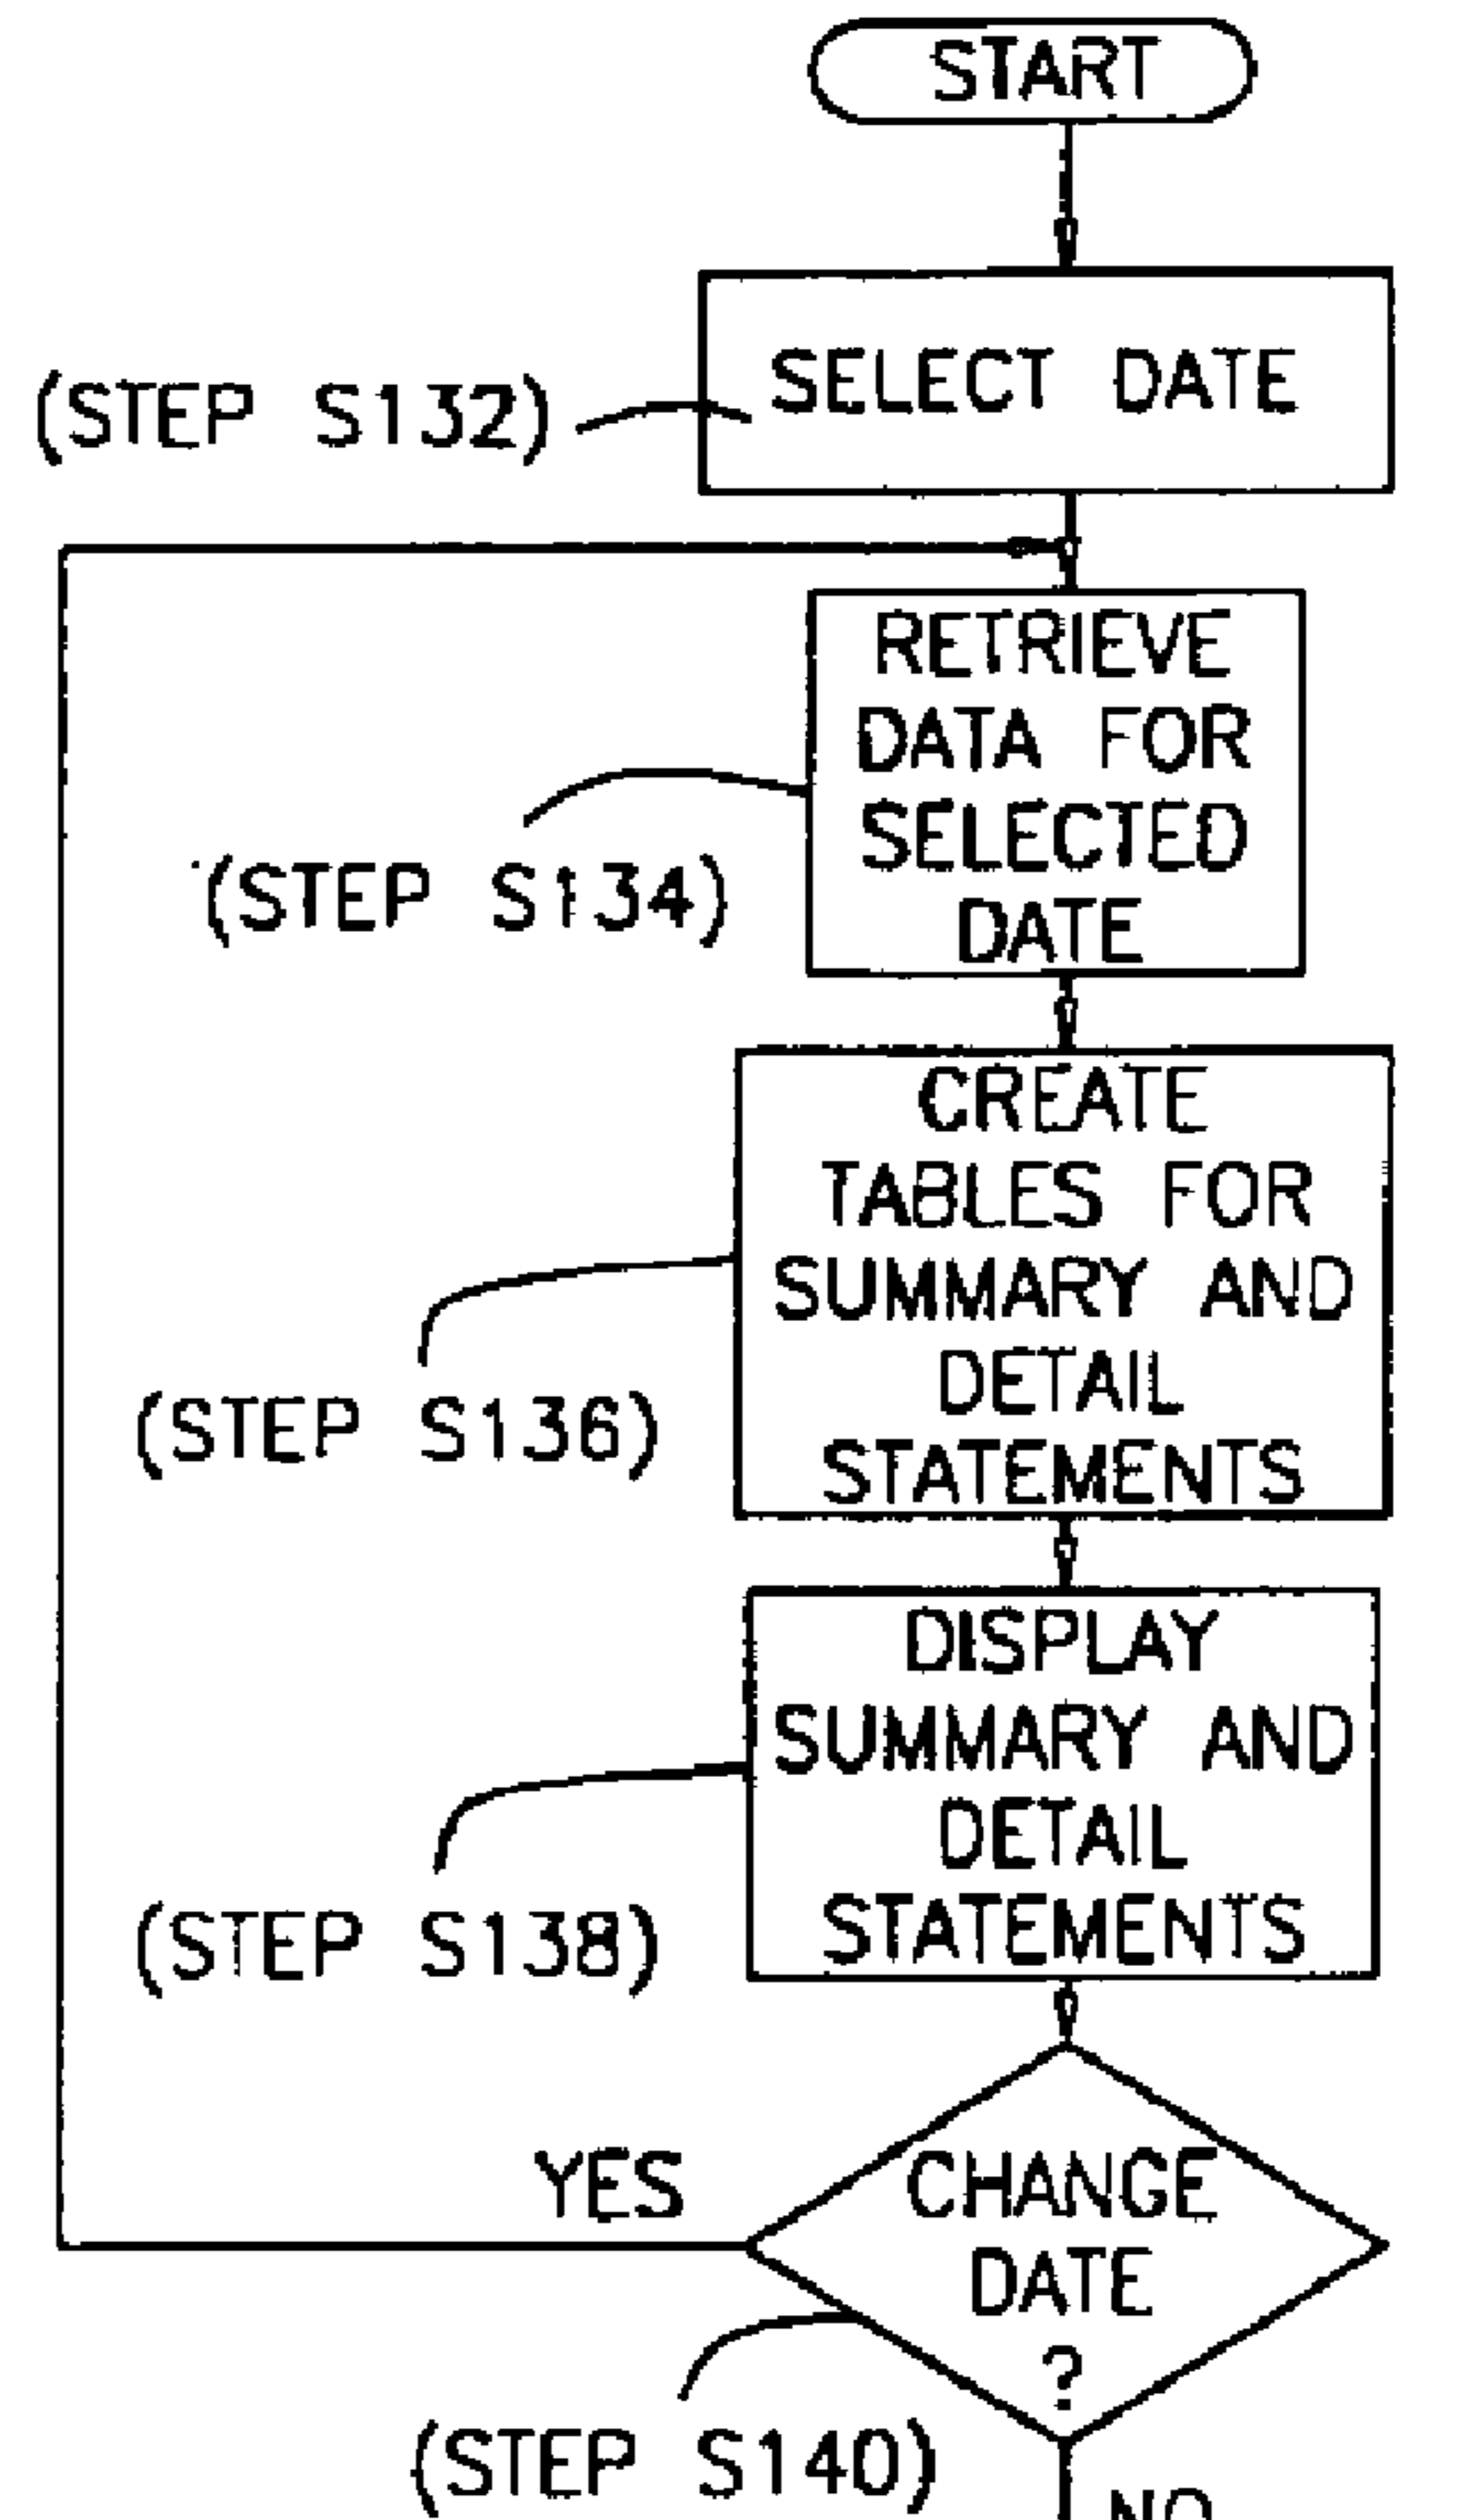 START
SELECT DATE
(STEP S132)
RETRIEVE
DATA FOR
SELECTED
DATE
(STEP S134)
CREATE
TABLES FOR
SUMMARY AND
DETAIL
STATEMENTS
(STEP S136)
DISPLAY
SUMMARY AND
DETAIL
STATEMENTS
(STEP S138)
YES
CHANGE
DATE
?
(STEP S140)
NO